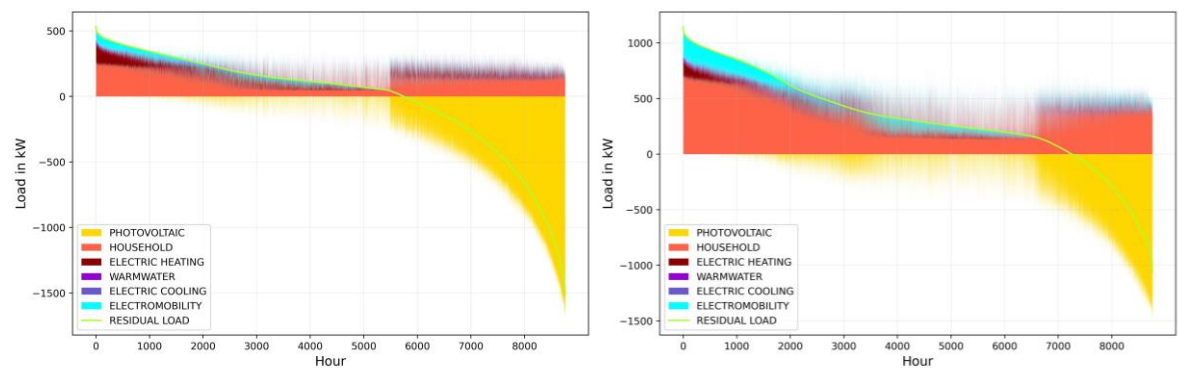 500
0
−500
−1000
−1500
Load in kW
PHOTOVOLTAIC
HOUSEHOLD
ELECTRIC HEATING
WARMWATER
ELECTRIC COOLING
ELECTROMOBILITY
RESIDUAL LOAD
0 1000 2000 3000 4000 5000 6000 7000 8000
Hour
1000
500
0
−500
−1000
−1500
Load in kW
PHOTOVOLTAIC
HOUSEHOLD
ELECTRIC HEATING
WARMWATER
ELECTRIC COOLING
ELECTROMOBILITY
RESIDUAL LOAD
0 1000 2000 3000 4000 5000 6000 7000 8000
Hour